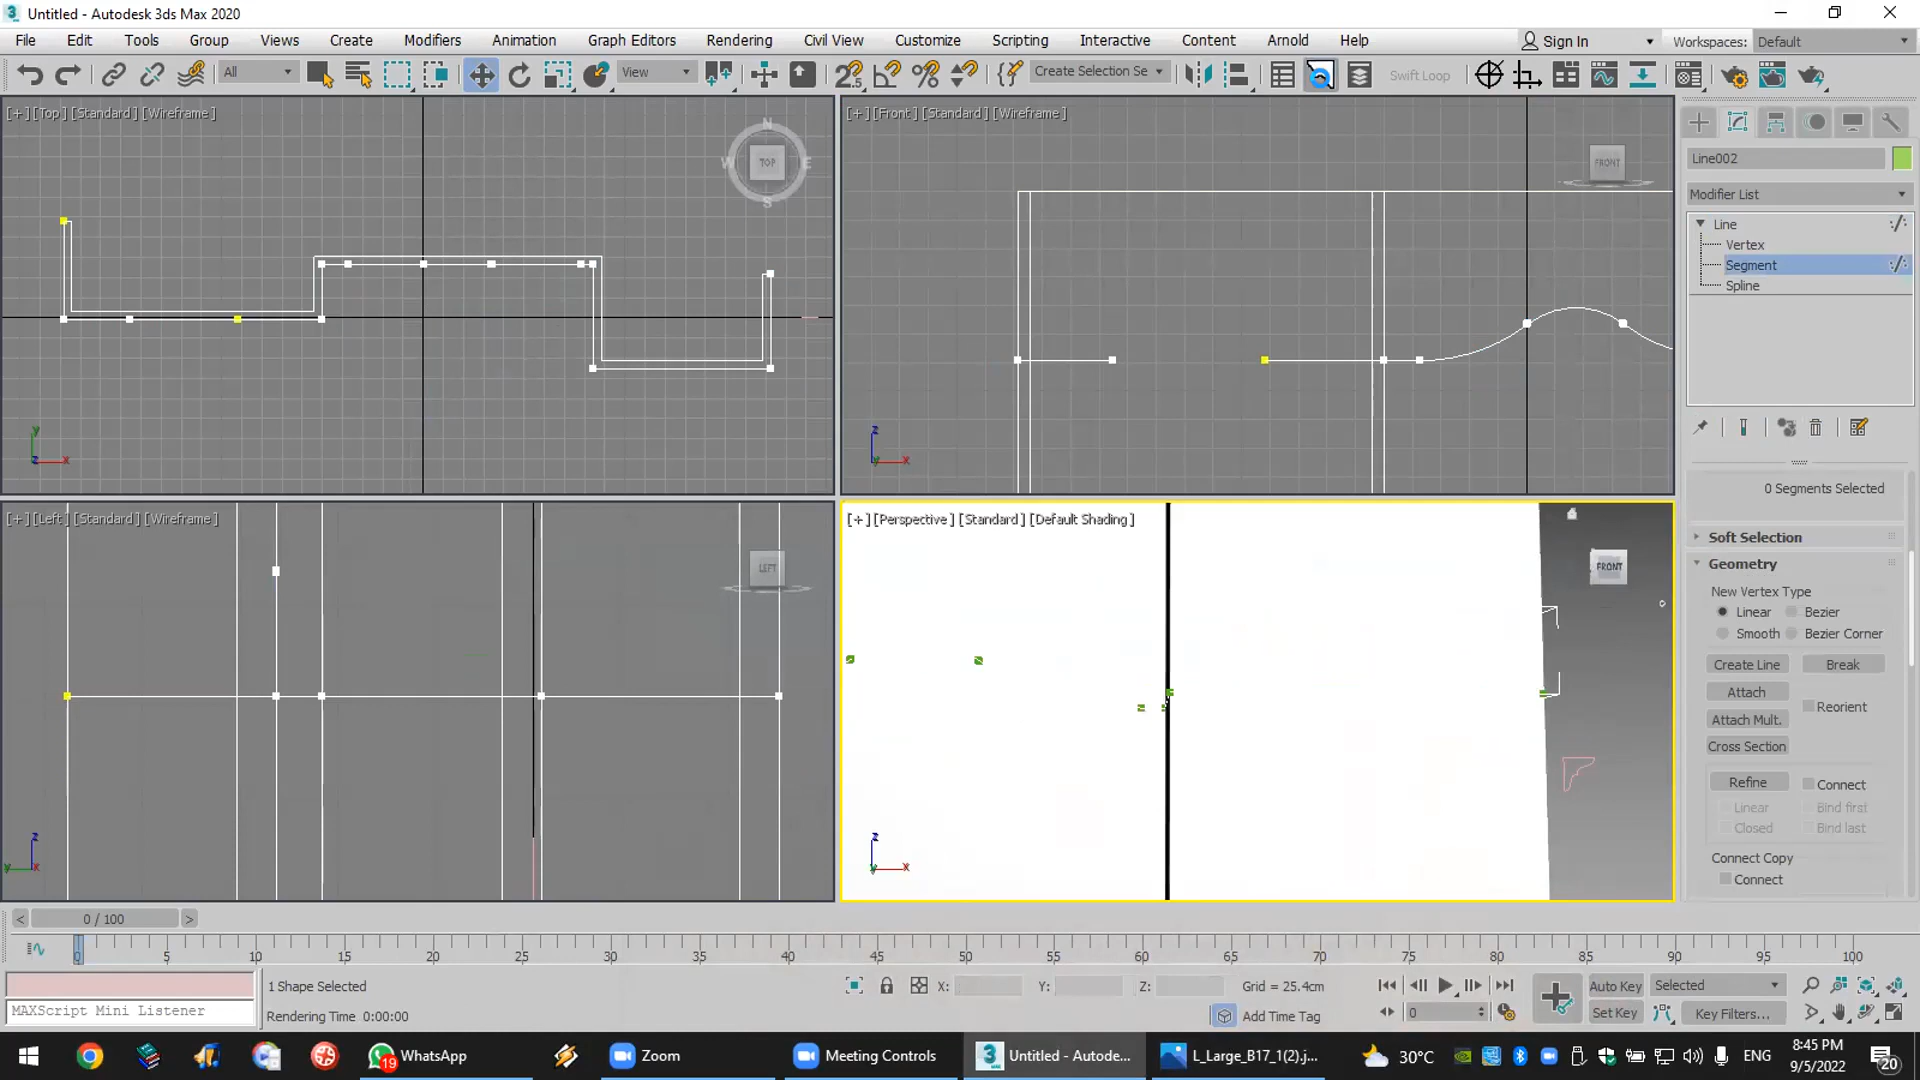 Untitled - Autodesk 3ds Max 2020
File Edit Tools Group Views Create Modifiers Animation Graph Editors Rendering Civil View Customize Scripting Interactive Content Arnold Help Sign In Workspaces: Default
All View Create Selection Se Swift Loop
[+] [Top] [Standard] [Wireframe]
N
W TOP E
S
y
z x
[+] [Front] [Standard] [Wireframe]
FRONT
z
y x
[+] [Left] [Standard] [Wireframe]
LEFT
z
y x
[+] [Perspective] [Standard] [Default Shading]
FRONT
z
y x
Line002
Modifier List
Line
Vertex
Segment
Spline
0 Segments Selected
Soft Selection
Geometry
New Vertex Type
Linear Bezier
Smooth Bezier Corner
Create Line Break
Attach
Reorient
Attach Mult.
Cross Section
Refine Connect
Linear Bind first
Closed Bind last
Connect Copy
Connect
< 0 / 100 >
0 5 10 15 20 25 30 35 40 45 50 55 60 65 70 75 80 85 90 95 100
1 Shape Selected X: Y: Z: Grid = 25.4cm Auto Key Selected
MAXScript Mini Listener
Rendering Time 0:00:00 Add Time Tag 0 Set Key Key Filters...
19 WhatsApp Zoom Meeting Controls 3 MAX Untitled - Autode... L_Large_B17_1(2).j... 30°C ENG
8:45 PM
9/5/2022
20